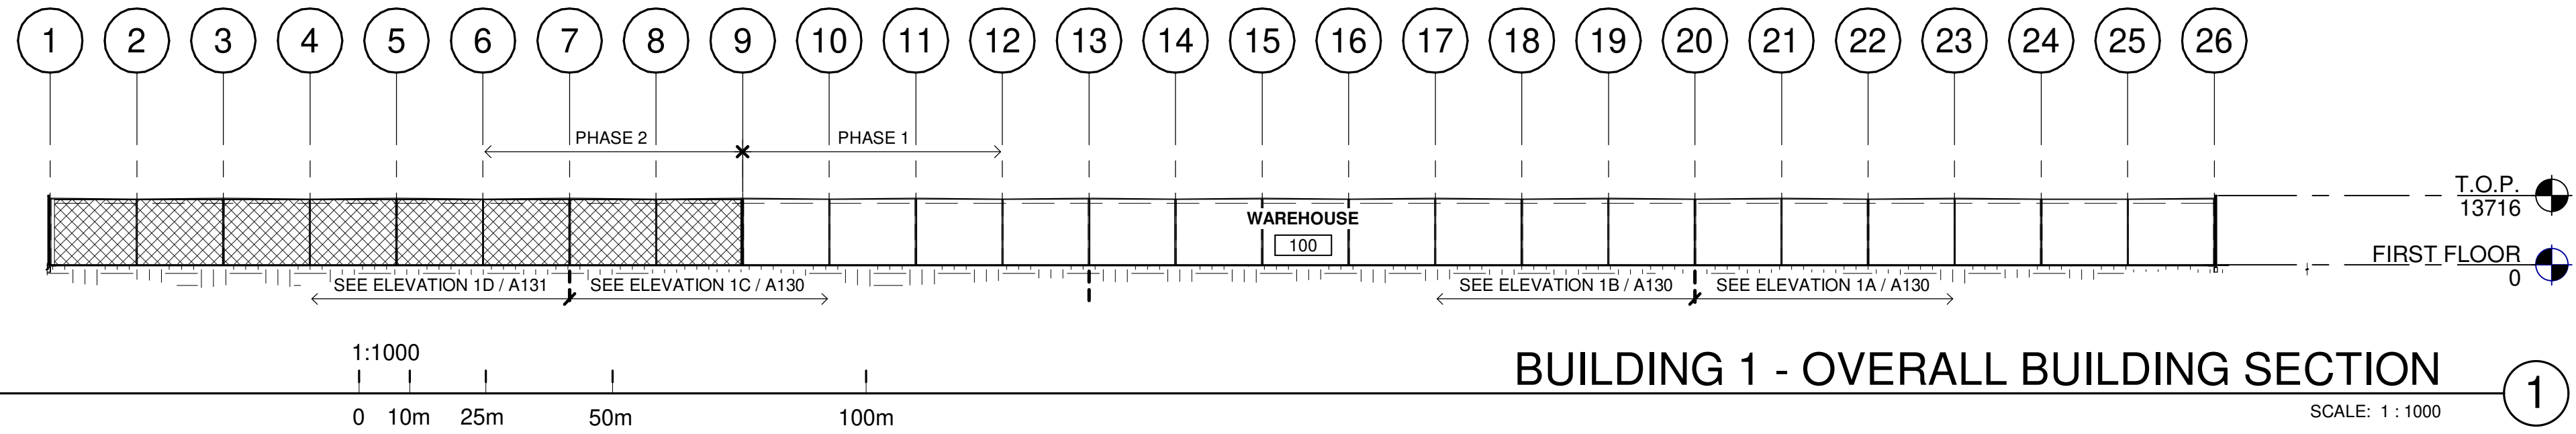 1 2 3 4 5 6 7 8 9 10 11 12 13 14 15 16 17 18 19 20 21 22 23 24 25 26
PHASE 2 PHASE 1
T.O.P.
13716
WAREHOUSE
100
FIRST FLOOR
0
SEE ELEVATION 1D / A131 SEE ELEVATION 1C / A130 SEE ELEVATION 1B / A130 SEE ELEVATION 1A / A130
1:1000
0 10m 25m 50m 100m
BUILDING 1 - OVERALL BUILDING SECTION
1
SCALE: 1 : 1000